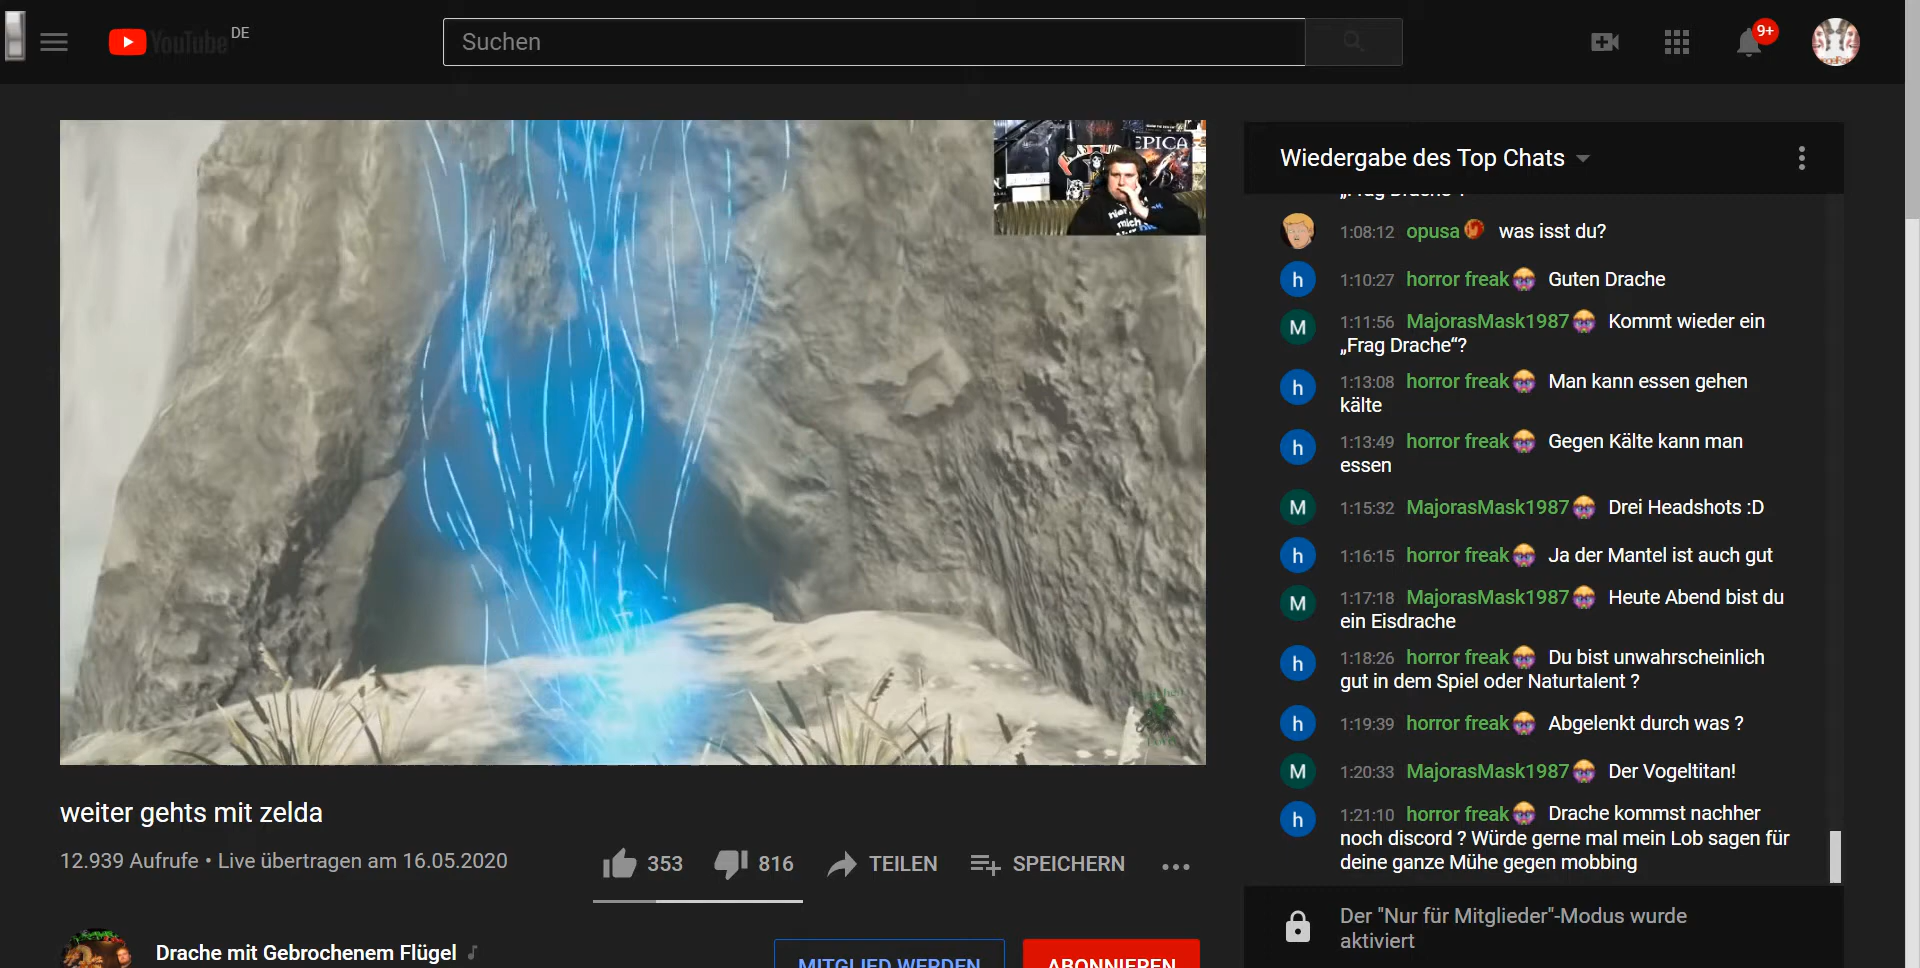 YouTube DE
Suchen
9+
EPICA
mich
Wiedergabe des Top Chats
1:08:12 opusa was isst du?
1:10:27 horror freak Guten Drache
1:11:56 MajorasMask1987 Kommt wieder ein
„Frag Drache“?
1:13:08 horror freak Man kann essen gehen
kälte
1:13:49 horror freak Gegen Kälte kann man
essen
1:15:32 MajorasMask1987 Drei Headshots :D
1:16:15 horror freak Ja der Mantel ist auch gut
1:17:18 MajorasMask1987 Heute Abend bist du
ein Eisdrache
1:18:26 horror freak Du bist unwahrscheinlich
gut in dem Spiel oder Naturtalent ?
1:19:39 horror freak Abgelenkt durch was ?
1:20:33 MajorasMask1987 Der Vogeltitan!
1:21:10 horror freak Drache kommst nachher
noch discord ? Würde gerne mal mein Lob sagen für
deine ganze Mühe gegen mobbing
Der "Nur für Mitglieder"-Modus wurde
aktiviert
weiter gehts mit zelda
12.939 Aufrufe • Live übertragen am 16.05.2020
353 816 TEILEN SPEICHERN
Drache mit Gebrochenem Flügel
MITGLIED WERDEN
ABONNIEREN